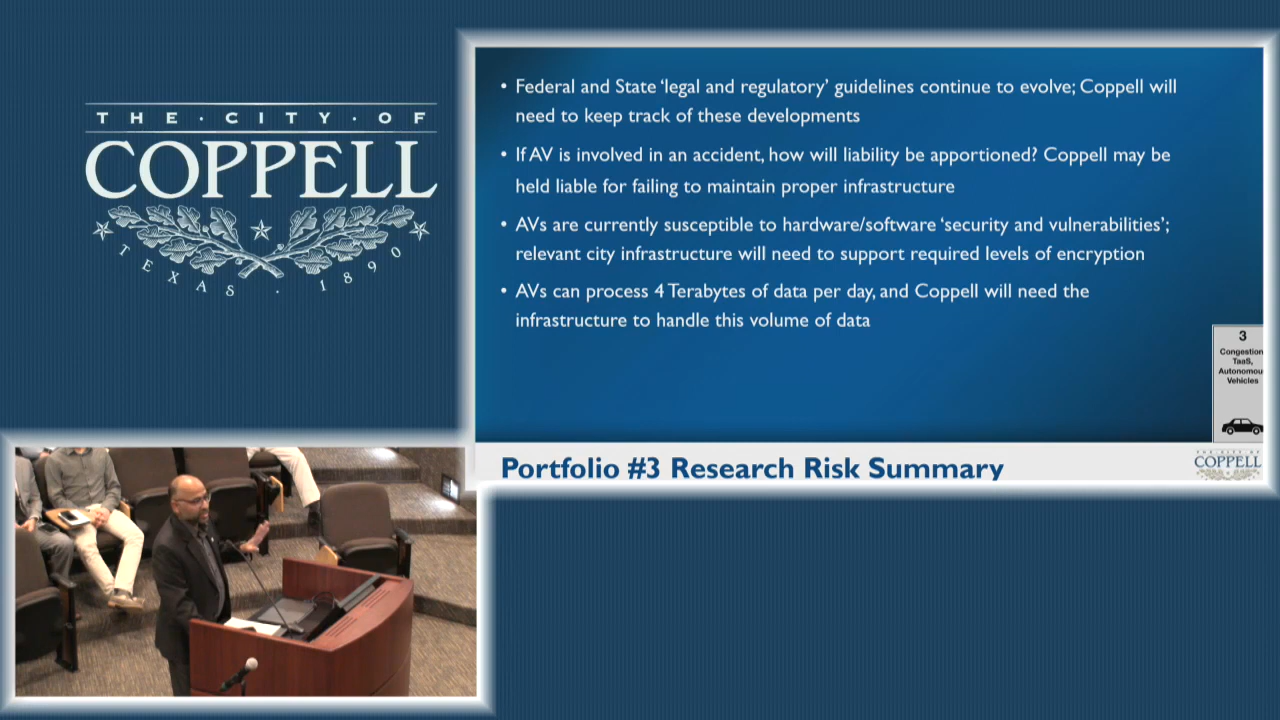 THE·CITY·OF
COPPELL
TEXAS · 1890
• Federal and State ‘legal and regulatory’ guidelines continue to evolve; Coppell will
need to keep track of these developments
• If AV is involved in an accident, how will liability be apportioned? Coppell may be
held liable for failing to maintain proper infrastructure
• AVs are currently susceptible to hardware/software ‘security and vulnerabilities’;
relevant city infrastructure will need to support required levels of encryption
• AVs can process 4 Terabytes of data per day, and Coppell will need the
infrastructure to handle this volume of data
3
Congestion
TaaS,
Autonomou
Vehicles
Portfolio #3 Research Risk Summary
THE·CITY·OF
COPPELL